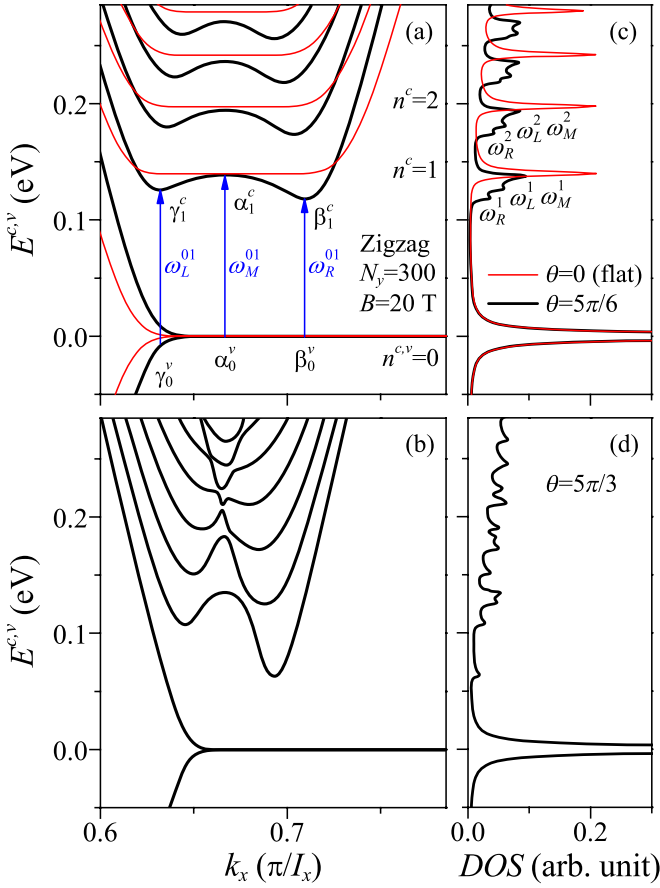 (a)
(c)
0.2
0.1
0.0
E^{c,v} (eV)
n^c=2
n^c=1
γ_1^c
α_1^c
β_1^c
ω_L^{01}
ω_M^{01}
ω_R^{01}
Zigzag
N_y=300
B=20 T
γ_0^v
α_0^v
β_0^v
n^{c,v}=0
ω_R^2 ω_L^2 ω_M^2
ω_R^1 ω_L^1 ω_M^1
θ=0 (flat)
θ=5π/6
(b)
(d)
0.2
0.1
0.0
E^{c,v} (eV)
θ=5π/3
0.6
0.7
k_x (π/I_x)
0.0
0.2
DOS (arb. unit)